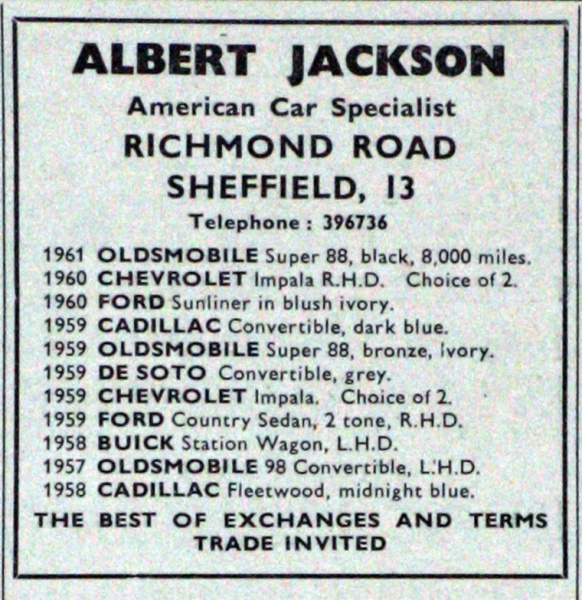 ALBERT JACKSON
American Car Specialist
RICHMOND ROAD
SHEFFIELD, 13
Telephone : 396736
1961 OLDSMOBILE Super 88, black, 8,000 miles.
1960 CHEVROLET Impala R.H.D. Choice of 2.
1960 FORD Sunliner in blush ivory.
1959 CADILLAC Convertible, dark blue.
1959 OLDSMOBILE Super 88, bronze, ivory.
1959 DE SOTO Convertible, grey.
1959 CHEVROLET Impala. Choice of 2.
1959 FORD Country Sedan, 2 tone, R.H.D.
1958 BUICK Station Wagon, L.H.D.
1957 OLDSMOBILE 98 Convertible, L.H.D.
1958 CADILLAC Fleetwood, midnight blue.
THE BEST OF EXCHANGES AND TERMS
TRADE INVITED